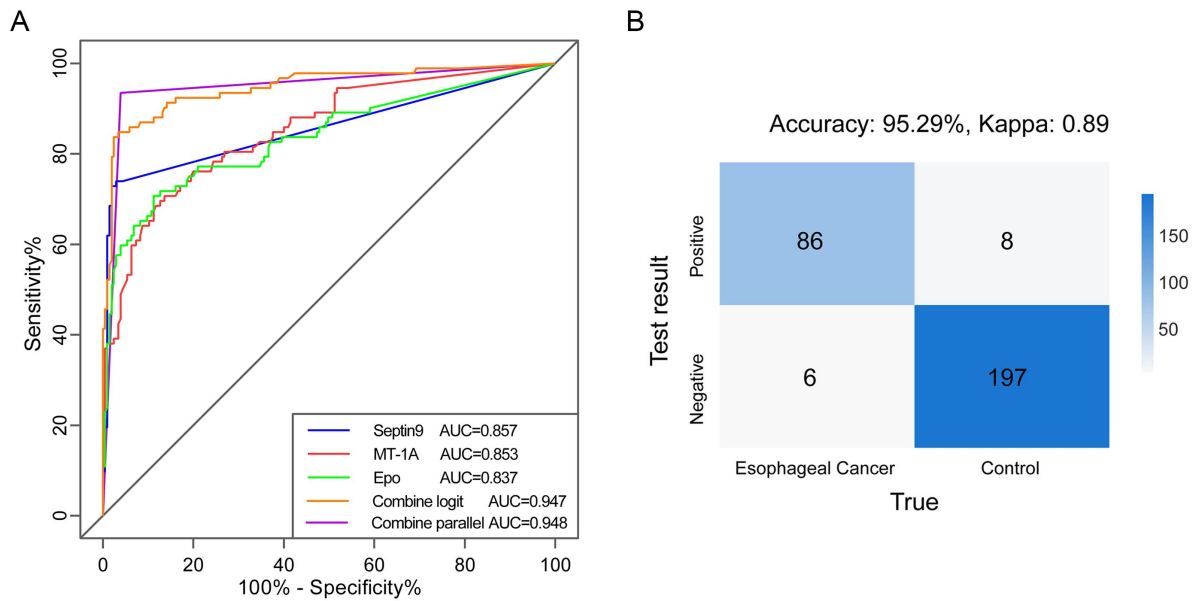 A
100
80
60
40
20
0
Sensitivity%
0 20 40 60 80 100
100% - Specificity%
Septin9 AUC=0.857
MT-1A AUC=0.853
Epo AUC=0.837
Combine logit AUC=0.947
Combine parallel AUC=0.948
B
Accuracy: 95.29%, Kappa: 0.89
Test result
Positive
Negative
86 8
6 197
Esophageal Cancer Control
True
150
100
50